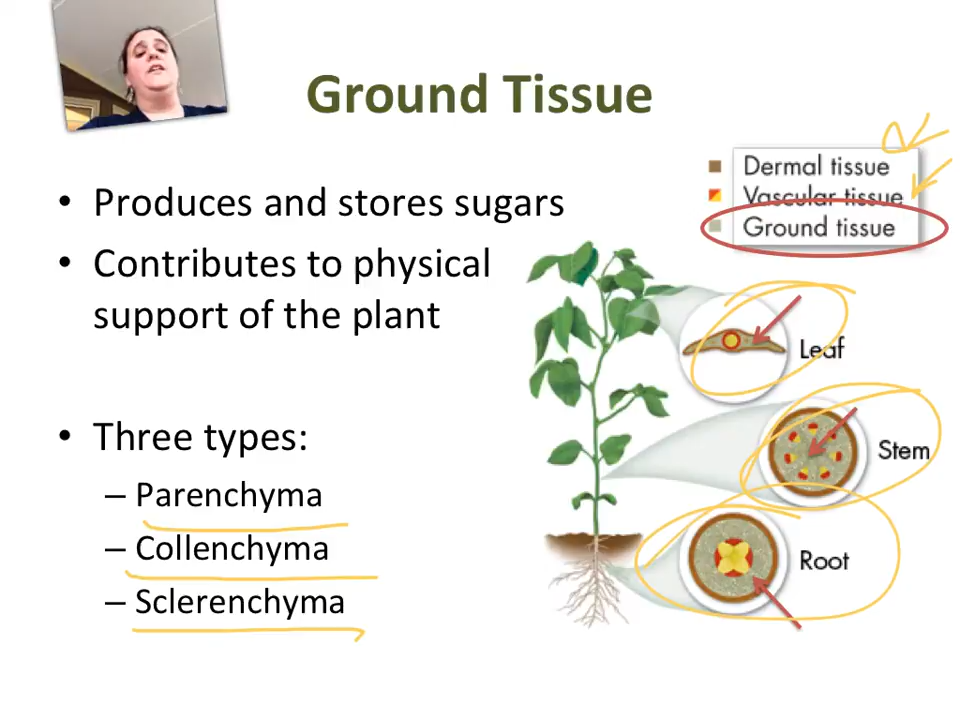 Ground Tissue
• Produces and stores sugars
• Contributes to physical
support of the plant
• Three types:
– Parenchyma
– Collenchyma
– Sclerenchyma
Dermal tissue
Vascular tissue
Ground tissue
Leaf
Stem
Root